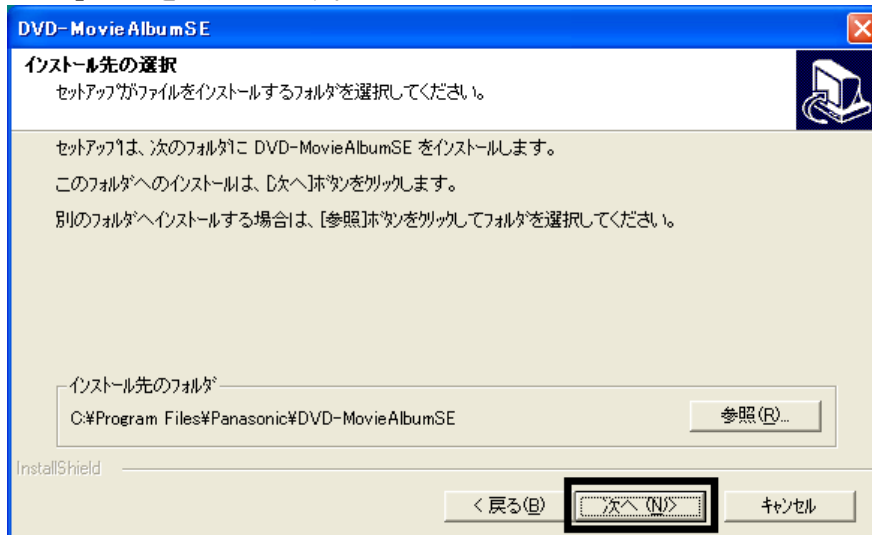 DVD-MovieAlbumSE
インストール先の選択
セットアップがファイルをインストールするフォルダを選択してください。
セットアップは、次のフォルダに DVD-MovieAlbumSE をインストールします。
このフォルダへのインストールは、[次へ]ボタンをクリックします。
別のフォルダへインストールする場合は、[参照]ボタンをクリックしてフォルダを選択してください。
インストール先のフォルダ
C:¥Program Files¥Panasonic¥DVD-MovieAlbumSE
参照(R)...
InstallShield
< 戻る(B) 次へ (N)> キャンセル